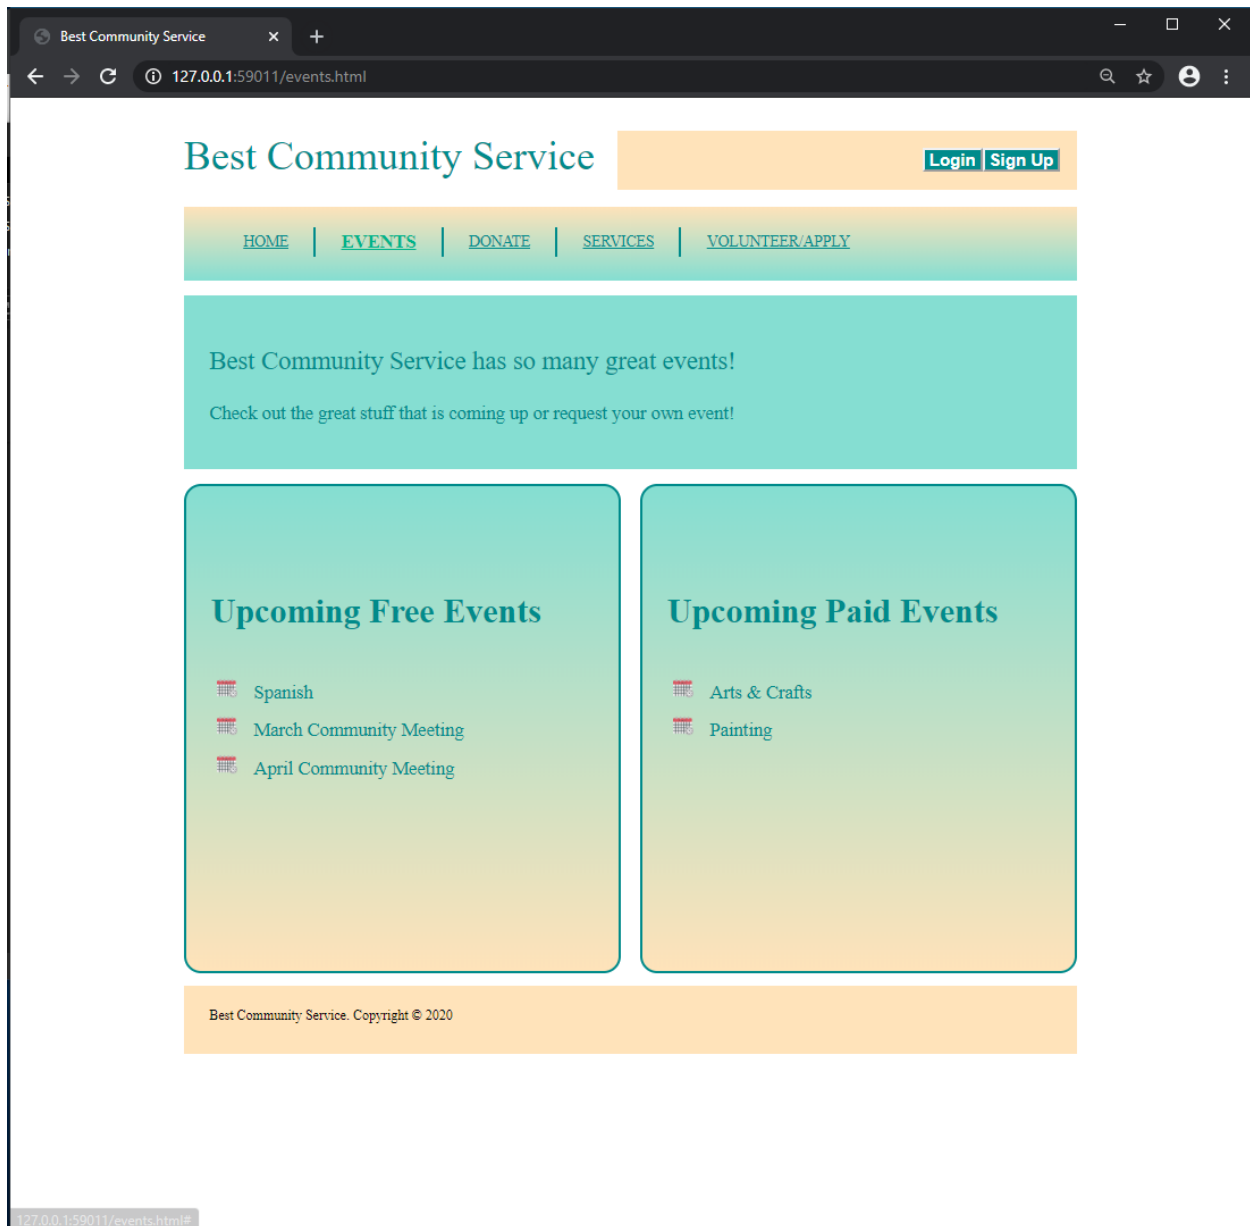 Best Community Service
127.0.0.1:59011/events.html
Best Community Service
Login Sign Up
HOME EVENTS DONATE SERVICES VOLUNTEER/APPLY
Best Community Service has so many great events!
Check out the great stuff that is coming up or request your own event!
Upcoming Free Events
Spanish
March Community Meeting
April Community Meeting
Upcoming Paid Events
Arts & Crafts
Painting
Best Community Service. Copyright © 2020
127.0.0.1:59011/events.html#